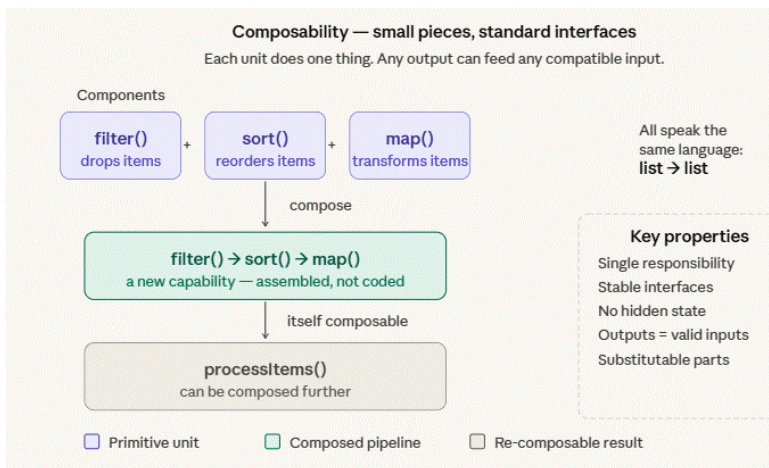 Composability — small pieces, standard interfaces
Each unit does one thing. Any output can feed any compatible input.
Components
filter()
drops items
+
sort()
reorders items
+
map()
transforms items
All speak the
same language:
list → list
compose
filter() → sort() → map()
a new capability — assembled, not coded
itself composable
processItems()
can be composed further
Key properties
Single responsibility
Stable interfaces
No hidden state
Outputs = valid inputs
Substitutable parts
Primitive unit
Composed pipeline
Re-composable result